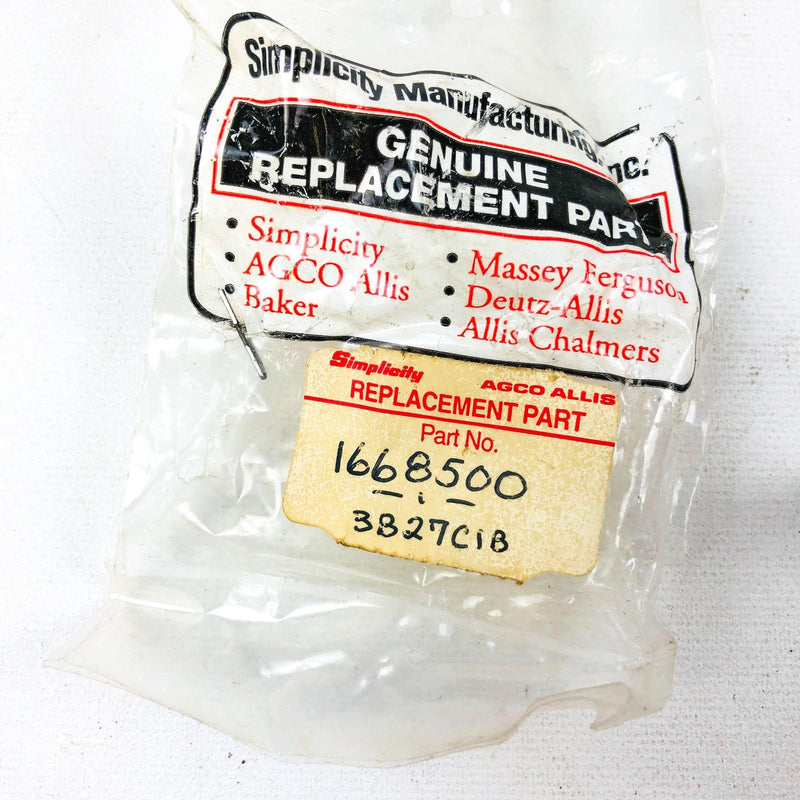 Simplicity Manufacturing, Inc.
GENUINE
REPLACEMENT PART
• Simplicity
• AGCO Allis
• Baker
• Massey Ferguson
• Deutz-Allis
• Allis Chalmers
Simplicity AGCO ALLIS
REPLACEMENT PART
Part No.
1668500
3B27C1B